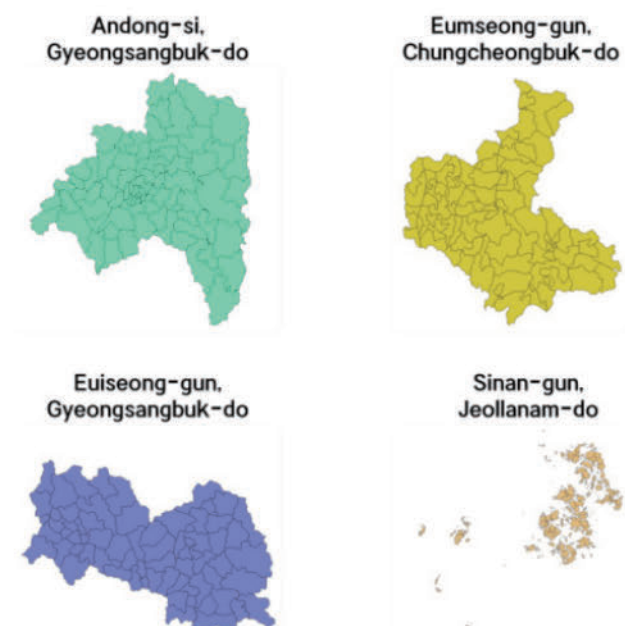 Andong-si,
Gyeongsangbuk-do
Eumseong-gun,
Chungcheongbuk-do
Euiseong-gun,
Gyeongsangbuk-do
Sinan-gun,
Jeollanam-do